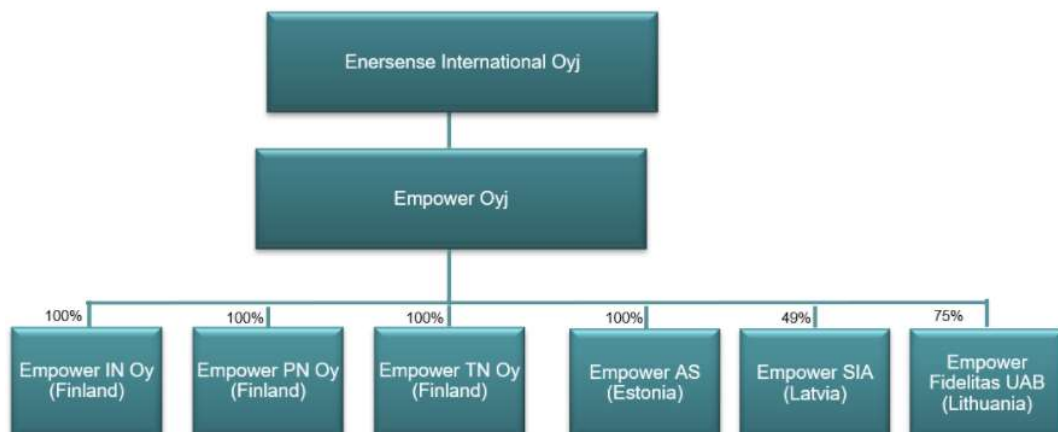 Enersense International Oyj
Empower Oyj
100%
100%
100%
100%
49%
75%
Empower IN Oy
(Finland)
Empower PN Oy
(Finland)
Empower TN Oy
(Finland)
Empower AS
(Estonia)
Empower SIA
(Latvia)
Empower
Fidelitas UAB
(Lithuania)